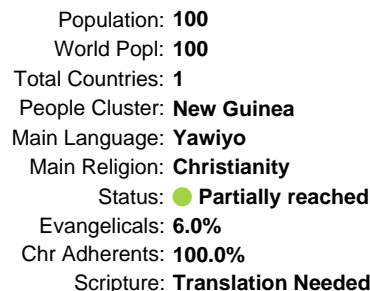 Population: 100
World Popl: 100
Total Countries: 1
People Cluster: New Guinea
Main Language: Yawiyo
Main Religion: Christianity
Status: Partially reached
Evangelicals: 6.0%
Chr Adherents: 100.0%
Scripture: Translation Needed